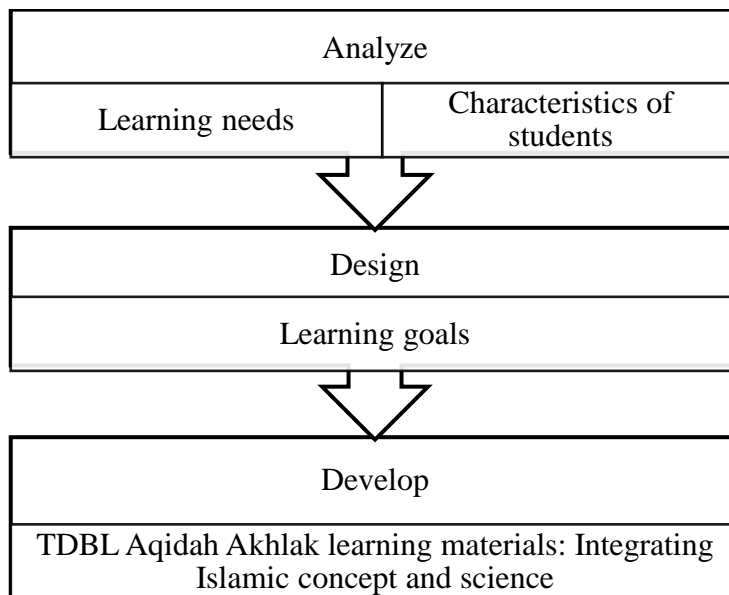 Analyze
Learning needs
Characteristics of
students
Design
Learning goals
Develop
TDBL Aqidah Akhlak learning materials: Integrating
Islamic concept and science